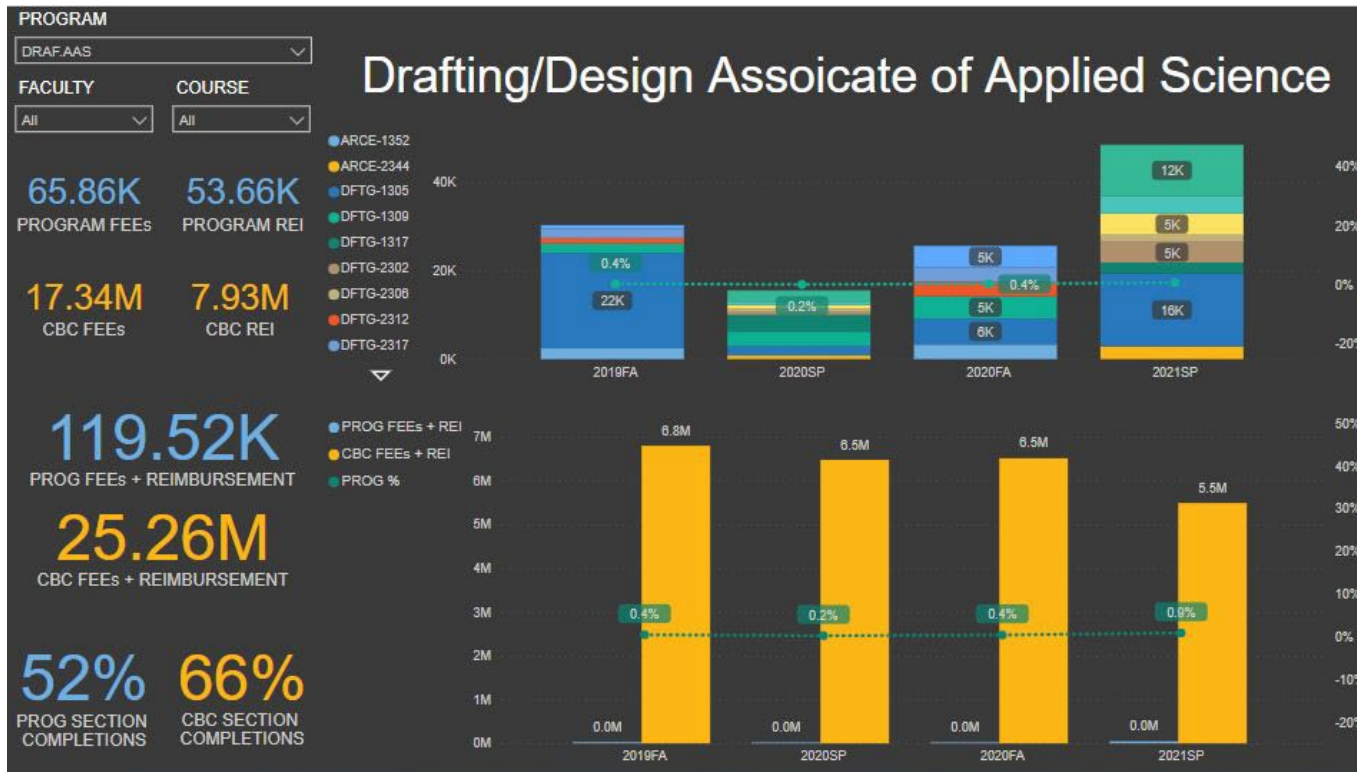 PROGRAM
DRAF.AAS
FACULTY
COURSE
All
All
Drafting/Design Assoicate of Applied Science
65.86K
PROGRAM FEEs
53.66K
PROGRAM REI
17.34M
CBC FEES
7.93M
CBC REI
119.52K
PROG FEEs + REIMBURSEMENT
25.26M
CBC FEEs + REIMBURSEMENT
52%
PROG SECTION
COMPLETIONS
66%
CBC SECTION
COMPLETIONS
ARCE-1352
ARCE-2344
DFTG-1305
DFTG-1309
DFTG-1317
DFTG-2302
DFTG-2306
DFTG-2312
DFTG-2317
40K
20K
0K
0.4%
22K
0.2%
5K
0.4%
5K
6K
12K
5K
5K
16K
40%
20%
0%
-20%
2019FA
2020SP
2020FA
2021SP
PROG FEEs + REI
CBC FEEs + REI
PROG %
7M
6M
5M
4M
3M
2M
1M
0M
6.8M
6.5M
6.5M
5.5M
0.4%
0.2%
0.4%
0.9%
0.0M
0.0M
0.0M
0.0M
50%
40%
30%
20%
10%
0%
-10%
-20%
2019FA
2020SP
2020FA
2021SP